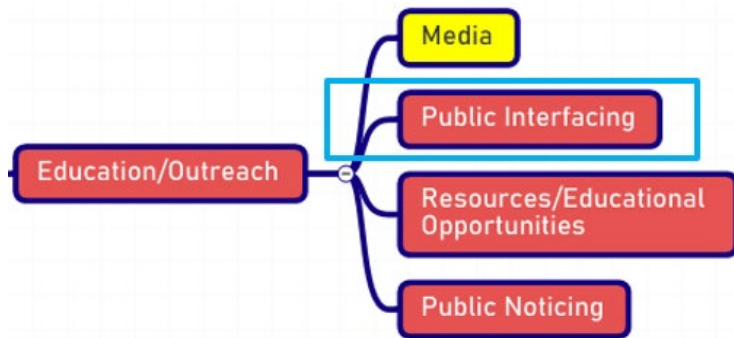 Media
Public Interfacing
Education/Outreach
Resources/Educational
Opportunities
Public Noticing